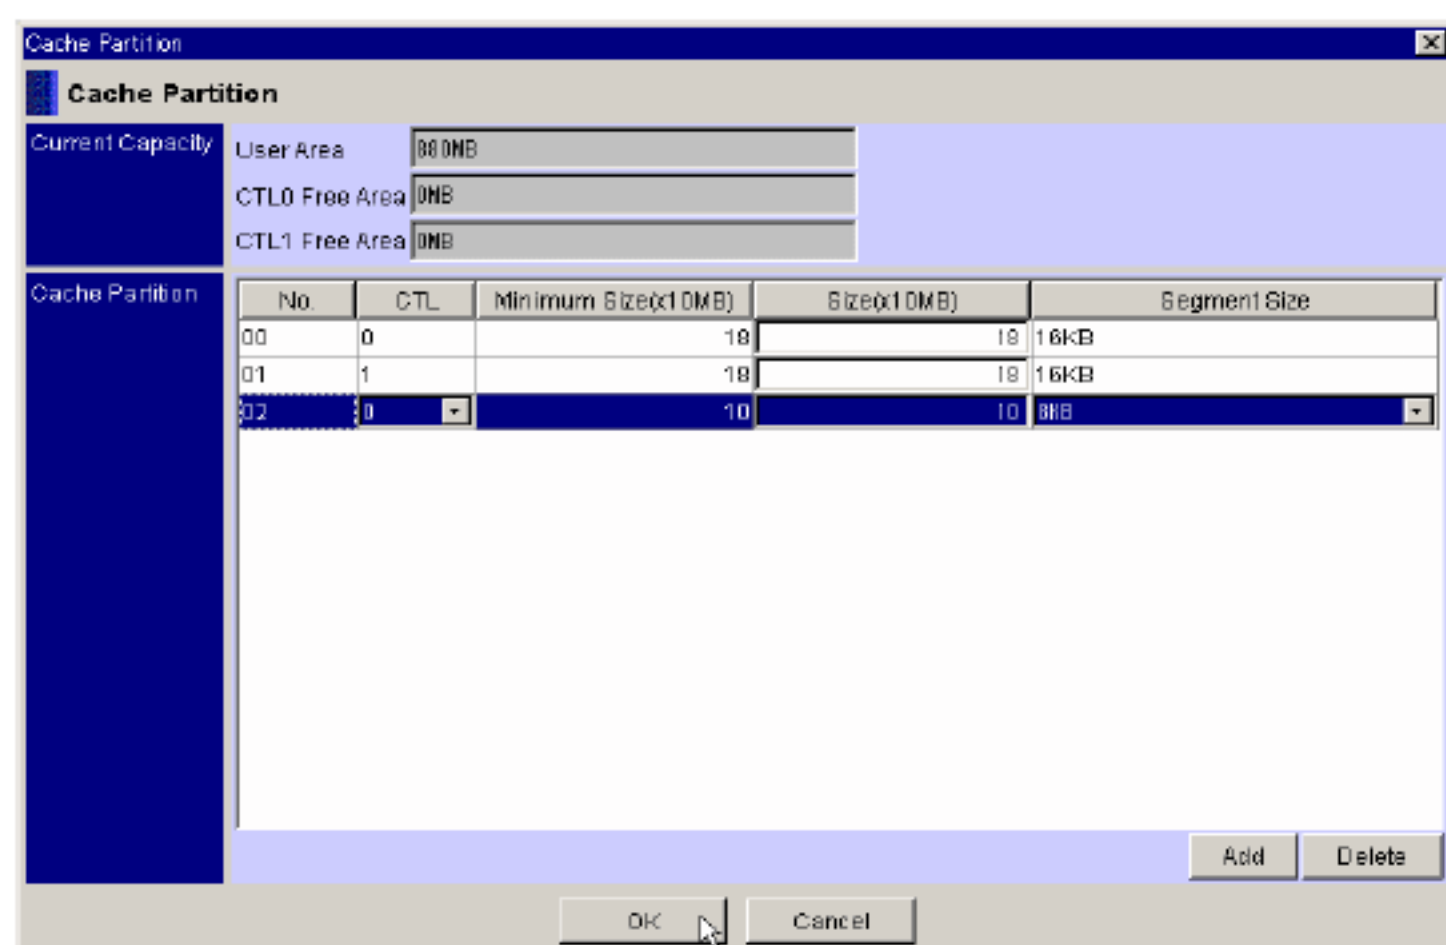 Cache Partition
Cache Partition
Current Capacity
User Area 880MB
CTL0 Free Area 0MB
CTL1 Free Area 0MB
Cache Partition
No. CTL Minimum Size(x10MB) Size(x10MB) Segment Size
00 0 18 18 16KB
01 1 18 18 16KB
02 0 10 10 8KB
Add Delete
OK Cancel